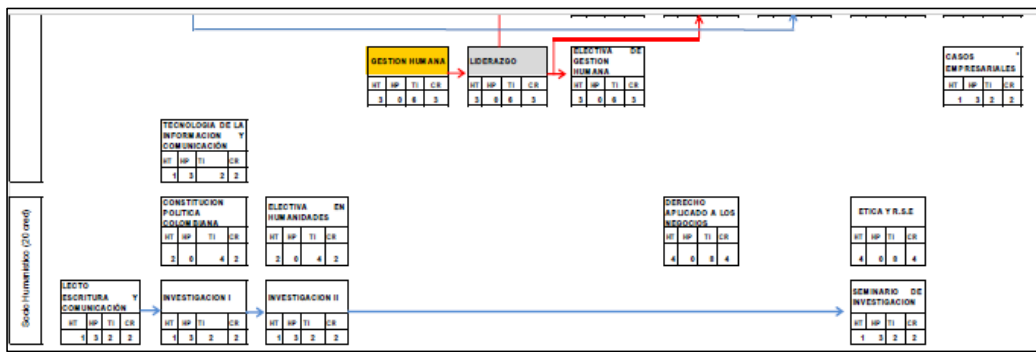 GESTION HUMANA
HT HP TI CR
3 0 6 3
LIDERAZGO
HT HP TI CR
3 0 6 3
ELECTIVA DE
GESTION
HUMANA
HT HP TI CR
3 0 6 3
CASOS
EMPRESARIALES
HT HP TI CR
1 3 2 2
TECNOLOGIA DE LA
INFORMACION Y
COMUNICACIÓN
HT HP TI CR
1 3 2 2
Socio Humanistico (20 cred)
CONSTITUCION
POLITICA
COLOMBIANA
HT HP TI CR
2 0 4 2
ELECTIVA EN
HUMANIDADES
HT HP TI CR
2 0 4 2
DERECHO
APLICADO A LOS
NEGOCIOS
HT HP TI CR
4 0 8 4
ETICA Y R.S.E
HT HP TI CR
4 0 8 4
LECTO
ESCRITURA Y
COMUNICACIÓN
HT HP TI CR
1 3 2 2
INVESTIGACION I
HT HP TI CR
1 3 2 2
INVESTIGACION II
HT HP TI CR
1 3 2 2
SEMINARIO DE
INVESTIGACION
HT HP TI CR
1 3 2 2